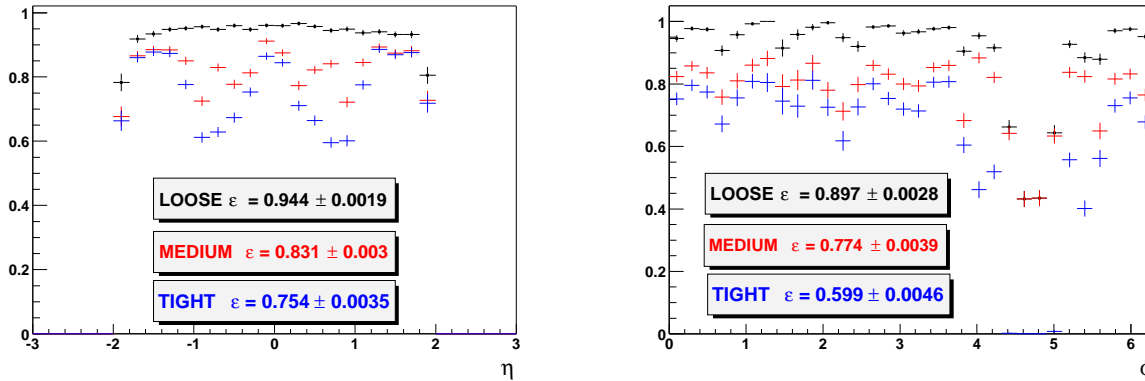 1
0.8
0.6
0.4
0.2
0
LOOSE ε = 0.944 ± 0.0019
MEDIUM ε = 0.831 ± 0.003
TIGHT ε = 0.754 ± 0.0035
-3 -2 -1 0 1 2 3
η
1
0.8
0.6
0.4
0.2
0
LOOSE ε = 0.897 ± 0.0028
MEDIUM ε = 0.774 ± 0.0039
TIGHT ε = 0.599 ± 0.0046
0 1 2 3 4 5 6